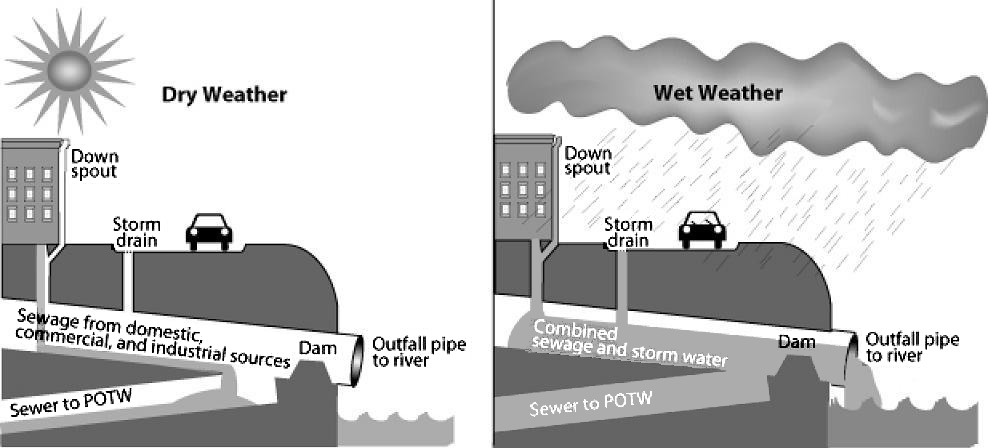 Dry Weather
Down
spout
Storm
drain
Sewage from domestic,
commercial, and industrial sources
Dam
Outfall pipe
to river
Sewer to POTW
Wet Weather
Down
spout
Storm
drain
Combined
sewage and storm water
Dam
Outfall pipe
to river
Sewer to POTW